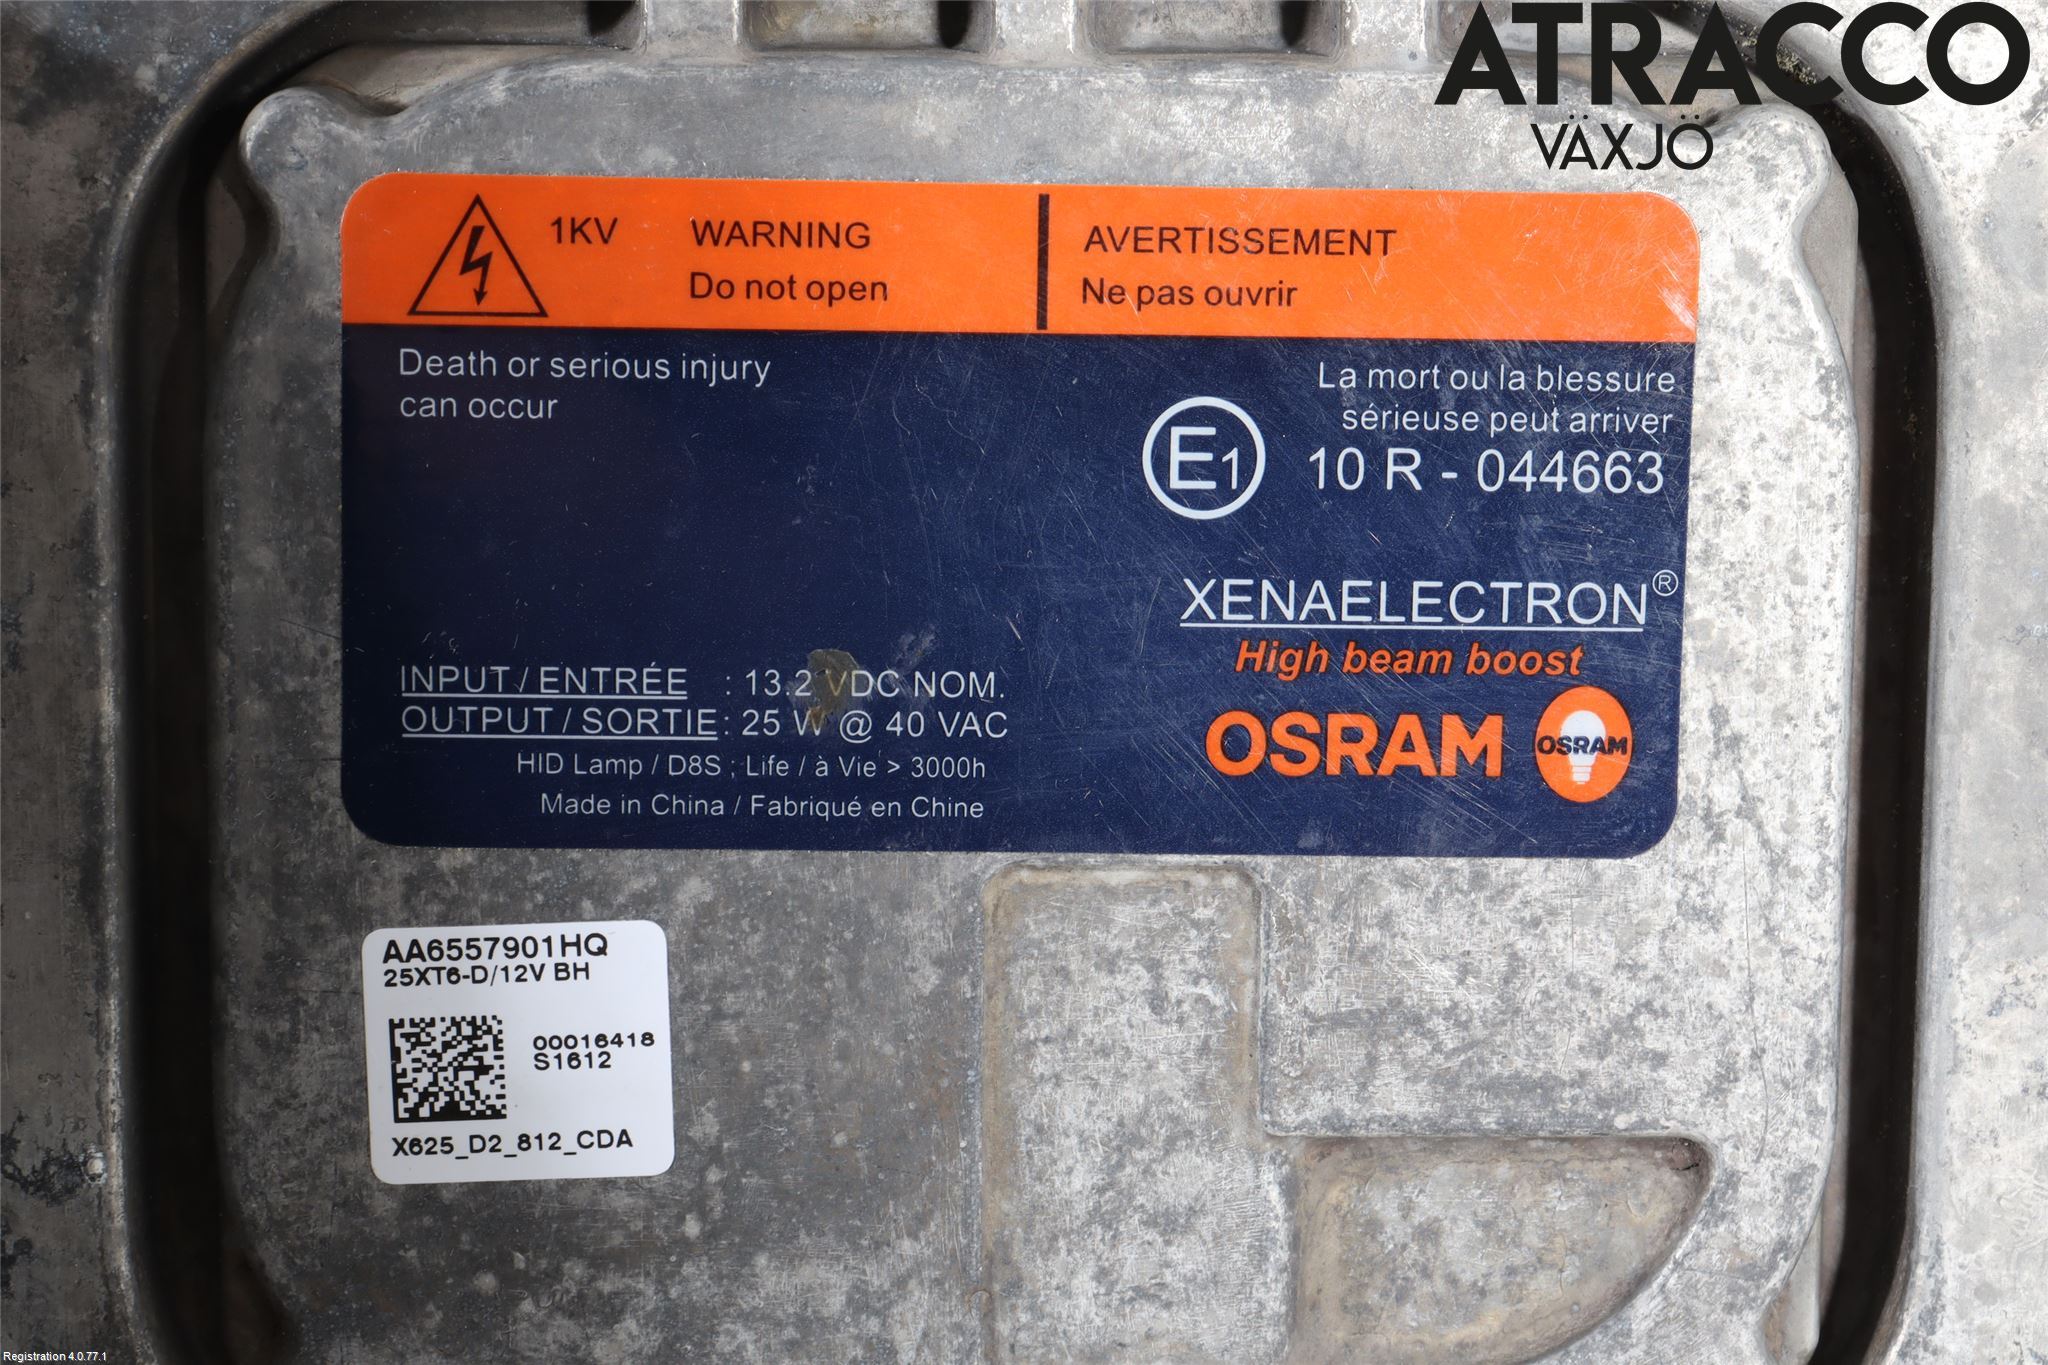 ATRACCO
VÄXJÖ
1KV
WARNING
Do not open
AVERTISSEMENT
Ne pas ouvrir
Death or serious injury
can occur
La mort ou la blessure
sérieuse peut arriver
E1 10 R - 044663
XENAELECTRON®
High beam boost
OSRAM OSRAM
INPUT / ENTRÉE : 13.2 VDC NOM.
OUTPUT / SORTIE : 25 W @ 40 VAC
HID Lamp / D8S ; Life / à Vie > 3000h
Made in China / Fabriqué en Chine
AA6557901HQ
25XT6-D/12V BH
00016418
S1612
X625_D2_812_CDA
Registration 4.0.77.1